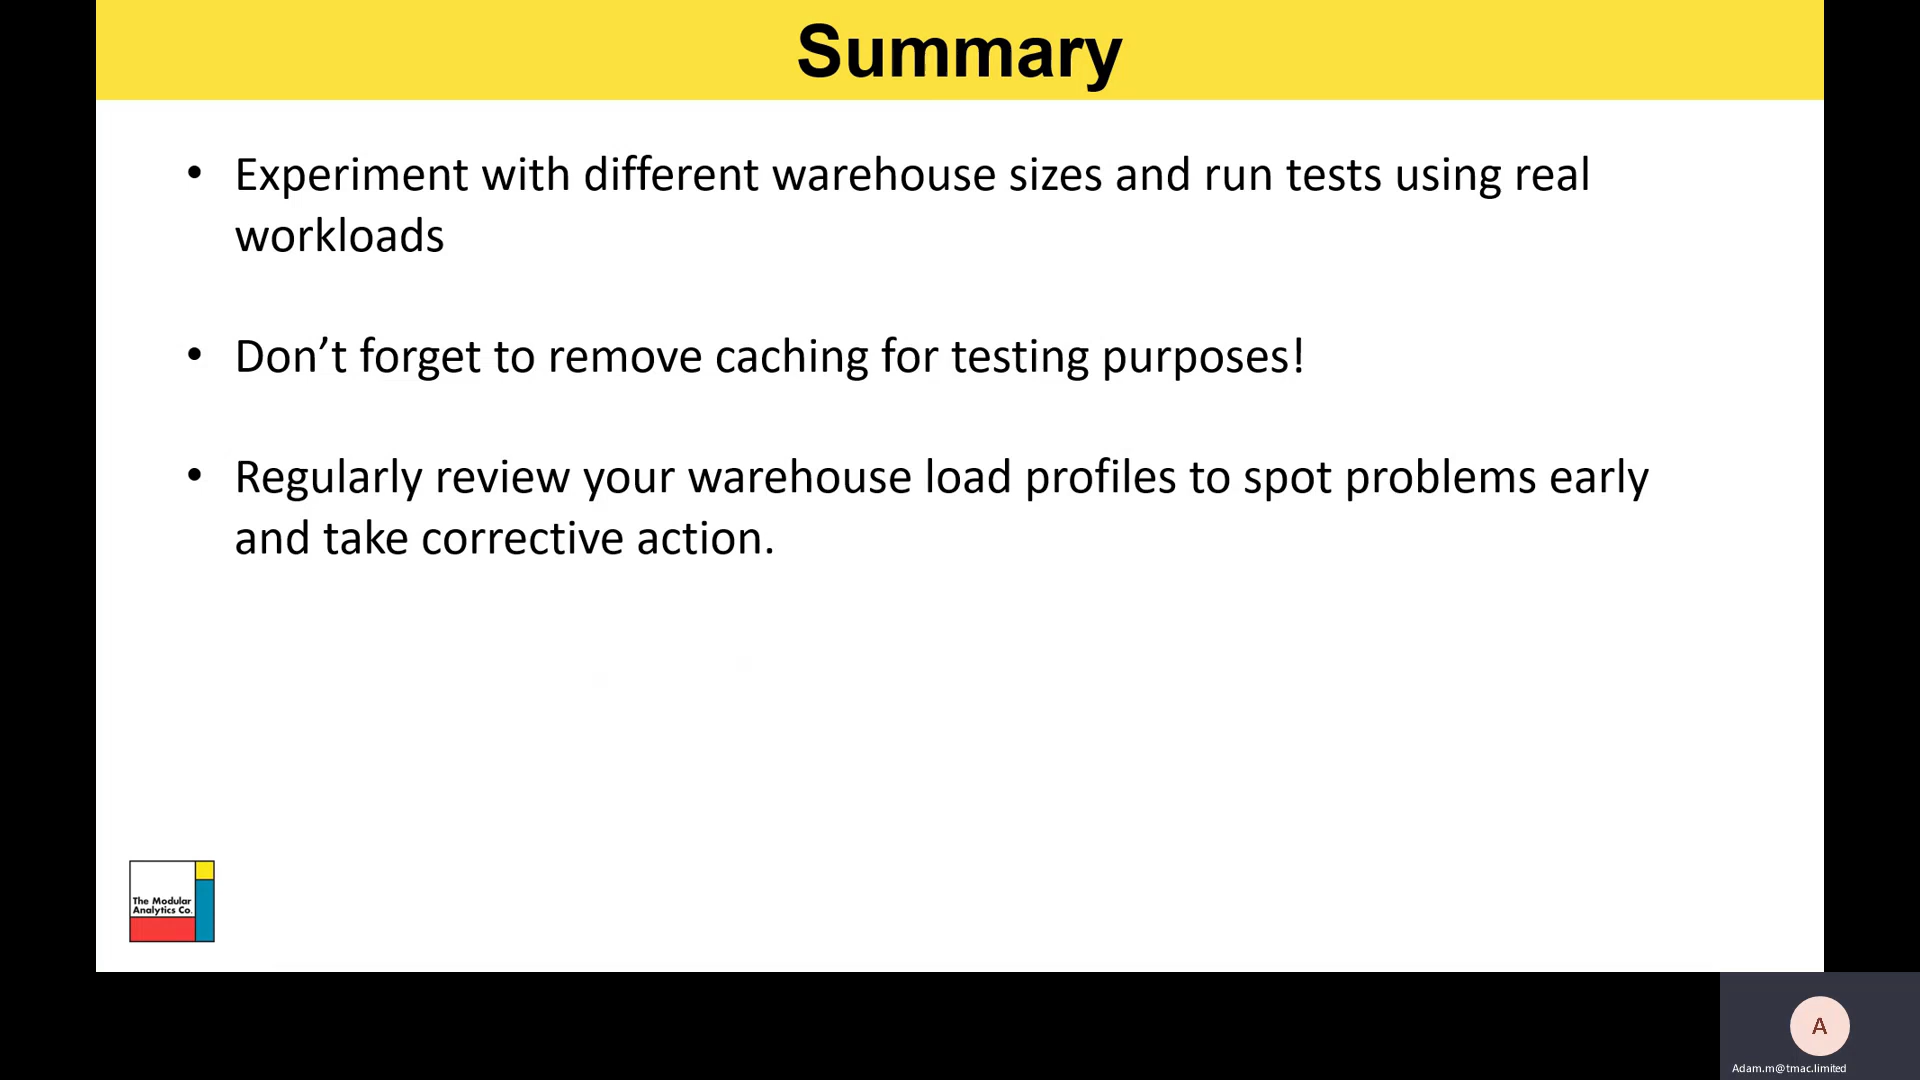 Summary
• Experiment with different warehouse sizes and run tests using real
workloads
• Don’t forget to remove caching for testing purposes!
• Regularly review your warehouse load profiles to spot problems early
and take corrective action.
The Modular
Analytics Co.
A
Adam.m@tmac.limited